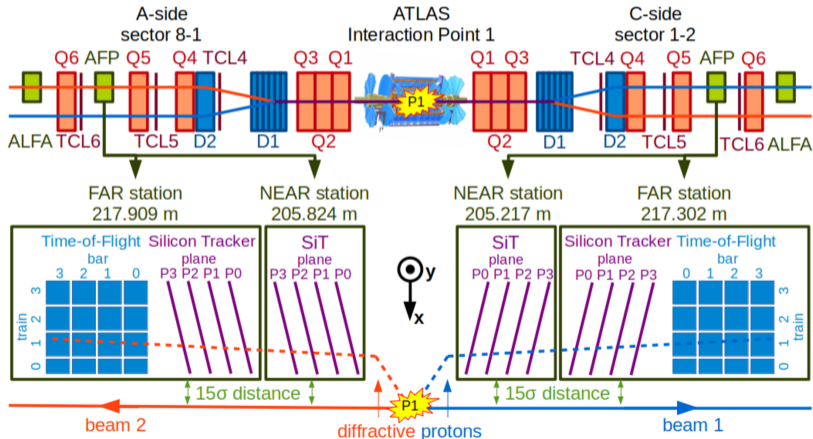 A-side
sector 8-1
ATLAS
Interaction Point 1
C-side
sector 1-2
Q6 AFP Q5 Q4 TCL4 Q3 Q1 Q1 Q3 TCL4 Q4 Q5 AFP Q6
P1
ALFA TCL6 TCL5 D2 D1 Q2 Q2 D1 D2 TCL5 TCL6 ALFA
FAR station
217.909 m
NEAR station
205.824 m
NEAR station
205.217 m
FAR station
217.302 m
Time-of-Flight
bar
3 2 1 0
train
3
2
1
0
Silicon Tracker
plane
P3 P2 P1 P0
SiT
plane
P3 P2 P1 P0
y
x
SiT
plane
P0 P1 P2 P3
Silicon Tracker
plane
P0 P1 P2 P3
Time-of-Flight
bar
0 1 2 3
3
2
1
0
train
15σ distance
15σ distance
P1
beam 2
diffractive protons
beam 1